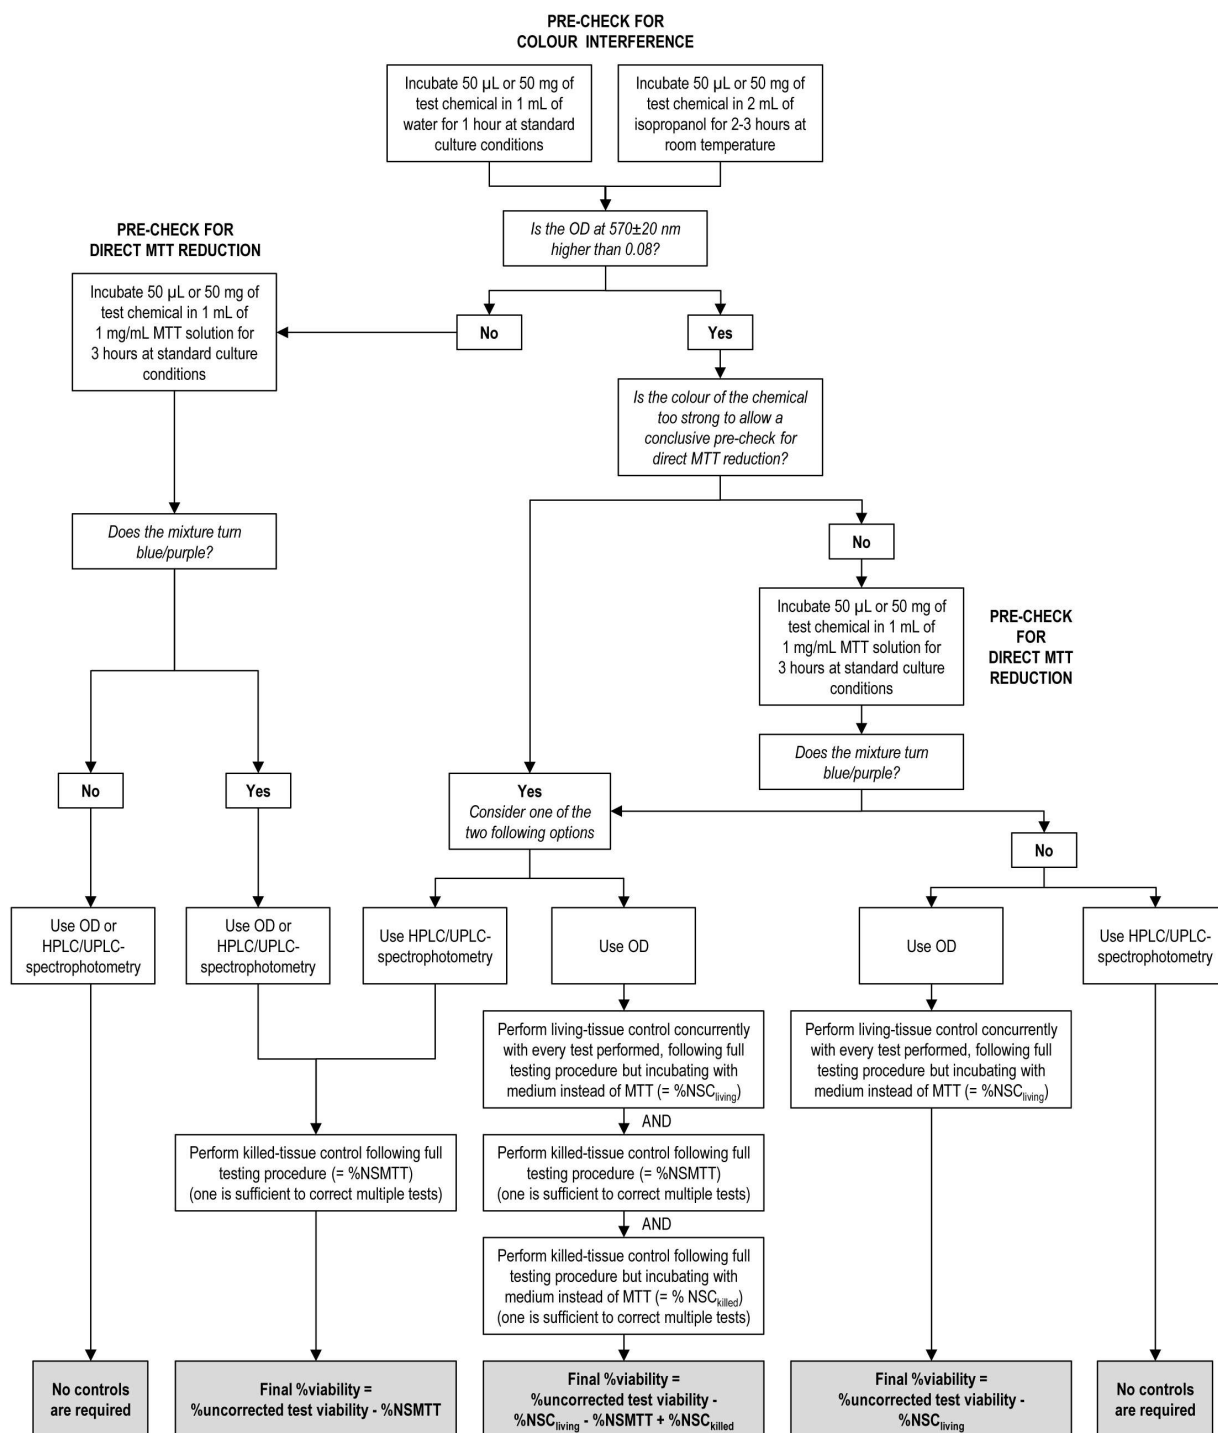 PRE-CHECK FOR
COLOUR INTERFERENCE
Incubate 50 µL or 50 mg of
test chemical in 1 mL of
water for 1 hour at standard
culture conditions
Incubate 50 µL or 50 mg of
test chemical in 2 mL of
isopropanol for 2-3 hours at
room temperature
Is the OD at 570±20 nm
higher than 0.08?
PRE-CHECK FOR
DIRECT MTT REDUCTION
Incubate 50 µL or 50 mg of
test chemical in 1 mL of
1 mg/mL MTT solution for
3 hours at standard culture
conditions
No
Yes
Is the colour of the chemical
too strong to allow a
conclusive pre-check for
direct MTT reduction?
Does the mixture turn
blue/purple?
No
Incubate 50 µL or 50 mg of
test chemical in 1 mL of
1 mg/mL MTT solution for
3 hours at standard culture
conditions
PRE-CHECK
FOR
DIRECT MTT
REDUCTION
Does the mixture turn
blue/purple?
No
Yes
Yes
Consider one of the
two following options
No
Use OD or
HPLC/UPLC-
spectrophotometry
Use OD or
HPLC/UPLC-
spectrophotometry
Use HPLC/UPLC-
spectrophotometry
Use OD
Use OD
Use HPLC/UPLC-
spectrophotometry
Perform living-tissue control concurrently
with every test performed, following full
testing procedure but incubating with
medium instead of MTT (= %NSCliving)
Perform living-tissue control concurrently
with every test performed, following full
testing procedure but incubating with
medium instead of MTT (= %NSCliving)
AND
Perform killed-tissue control following full
testing procedure (= %NSMTT)
(one is sufficient to correct multiple tests)
Perform killed-tissue control following full
testing procedure (= %NSMTT)
(one is sufficient to correct multiple tests)
AND
Perform killed-tissue control following full
testing procedure but incubating with
medium instead of MTT (= % NSCkilled)
(one is sufficient to correct multiple tests)
No controls
are required
Final %viability =
%uncorrected test viability - %NSMTT
Final %viability =
%uncorrected test viability -
%NSCliving - %NSMTT + %NSCkilled
Final %viability =
%uncorrected test viability -
%NSCliving
No controls
are required